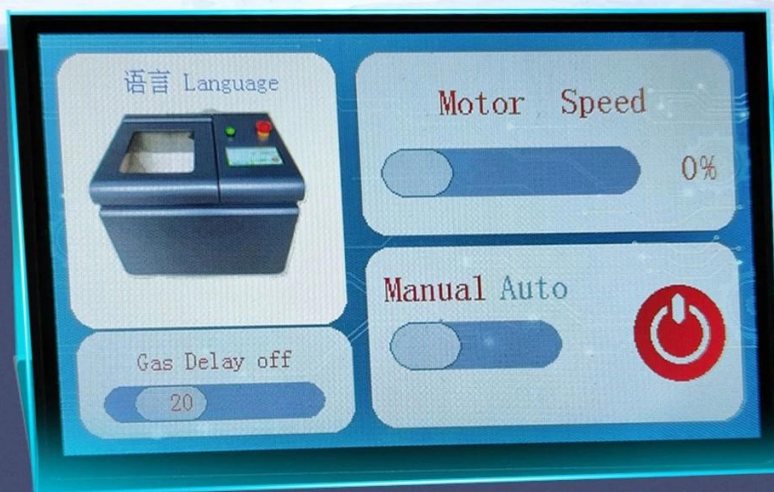 语言 Language
Motor Speed
0%
Manual Auto
Gas Delay off
20